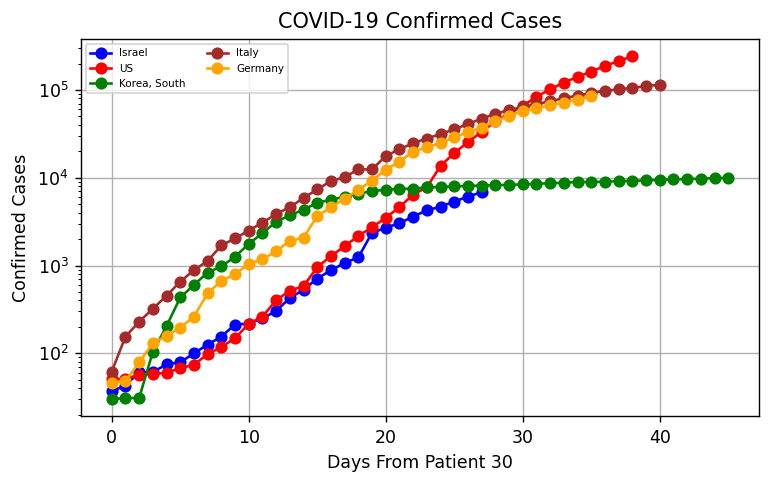 COVID-19 Confirmed Cases
Israel
US
Korea, South
Italy
Germany
Confirmed Cases
10^5
10^4
10^3
10^2
0 10 20 30 40
Days From Patient 30